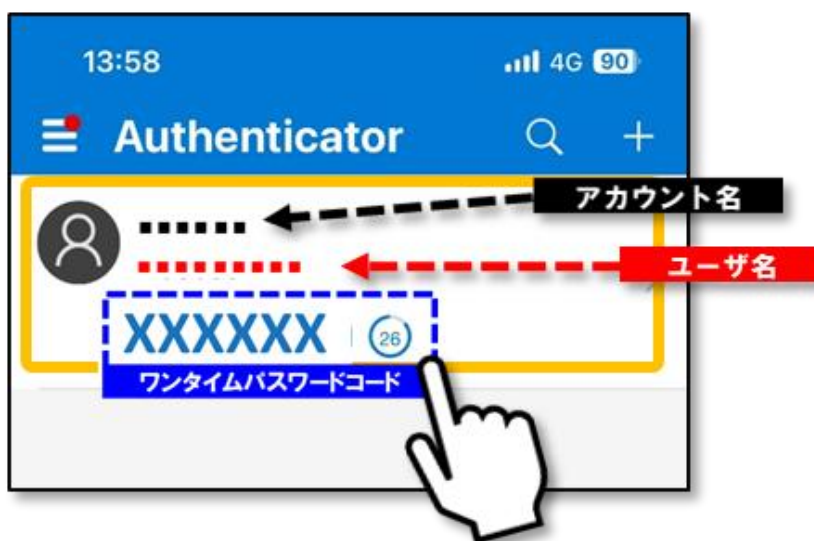 13:58 4G 90
Authenticator
アカウント名
ユーザ名
XXXXXX 26
ワンタイムパスワードコード